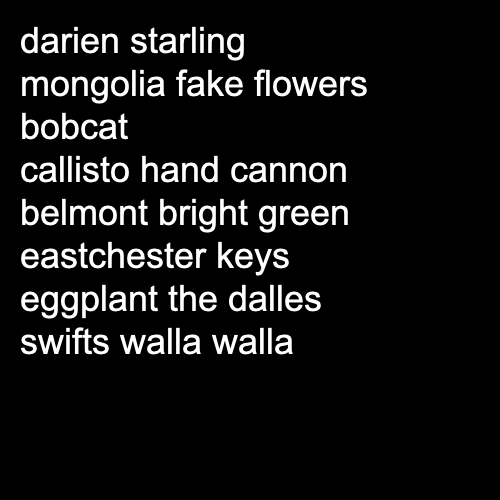 darien starling
mongolia fake flowers
bobcat
callisto hand cannon
belmont bright green
eastchester keys
eggplant the dalles
swifts walla walla